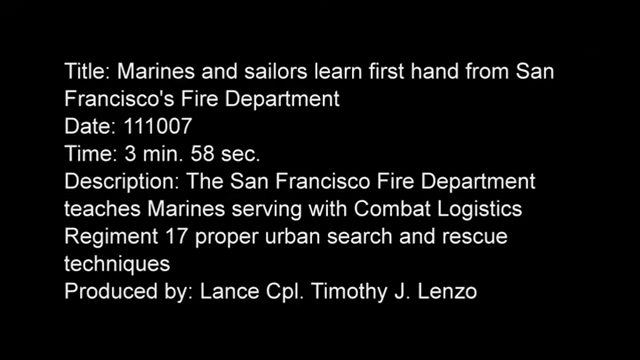 Title: Marines and sailors learn first hand from San
Francisco's Fire Department
Date: 111007
Time: 3 min. 58 sec.
Description: The San Francisco Fire Department
teaches Marines serving with Combat Logistics
Regiment 17 proper urban search and rescue
techniques
Produced by: Lance Cpl. Timothy J. Lenzo